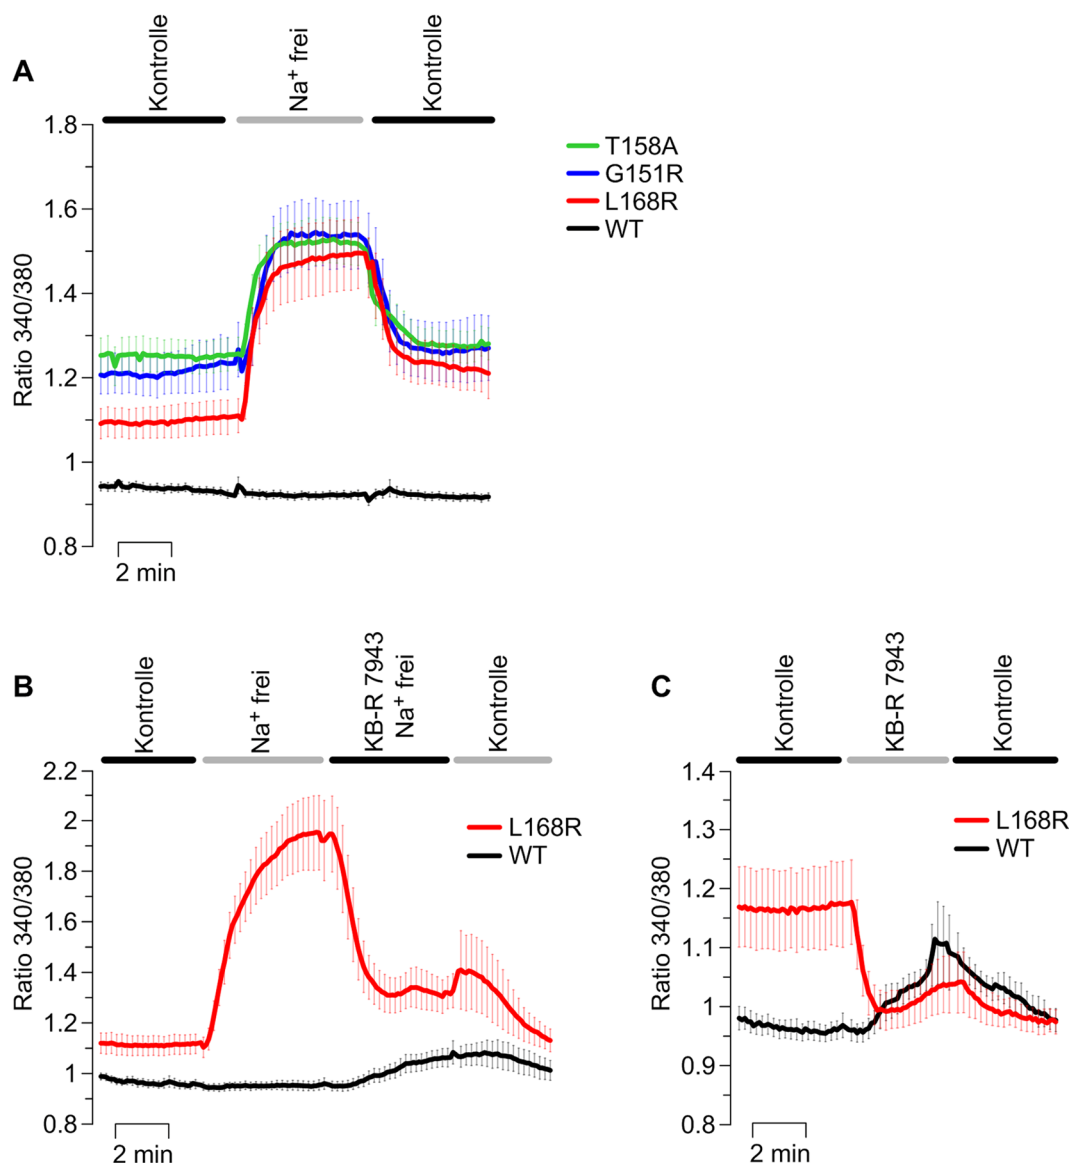 A
Kontrolle
Na+ frei
Kontrolle
1.8
1.6
1.4
1.2
1
0.8
Ratio 340/380
T158A
G151R
L168R
WT
2 min
B
Kontrolle
Na+ frei
KB-R 7943
Na+ frei
Kontrolle
2.2
2
1.8
1.6
1.4
1.2
1
0.8
Ratio 340/380
L168R
WT
2 min
C
Kontrolle
KB-R 7943
Kontrolle
1.4
1.3
1.2
1.1
1
0.9
0.8
Ratio 340/380
L168R
WT
2 min